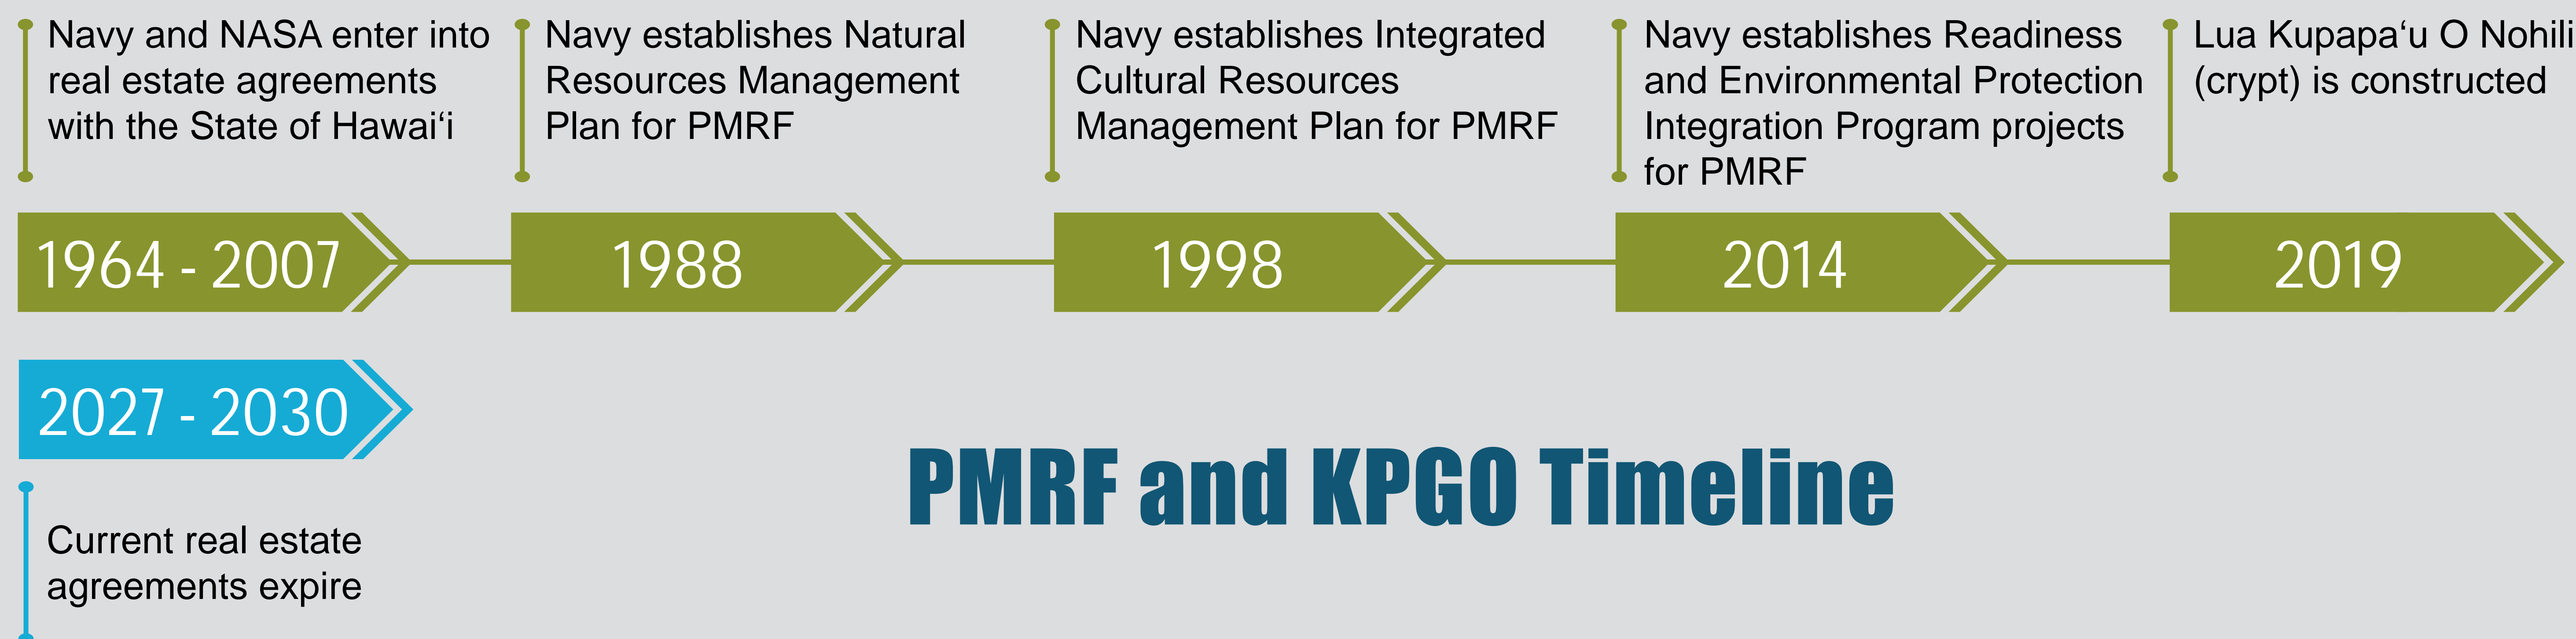 Navy and NASA enter into
real estate agreements
with the State of Hawai‘i
Navy establishes Natural
Resources Management
Plan for PMRF
Navy establishes Integrated
Cultural Resources
Management Plan for PMRF
Navy establishes Readiness
and Environmental Protection
Integration Program projects
for PMRF
Lua Kupapa‘u O Nohili
(crypt) is constructed
1964 - 2007
1988
1998
2014
2019
2027 - 2030
Current real estate
agreements expire
PMRF and KPGO Timeline